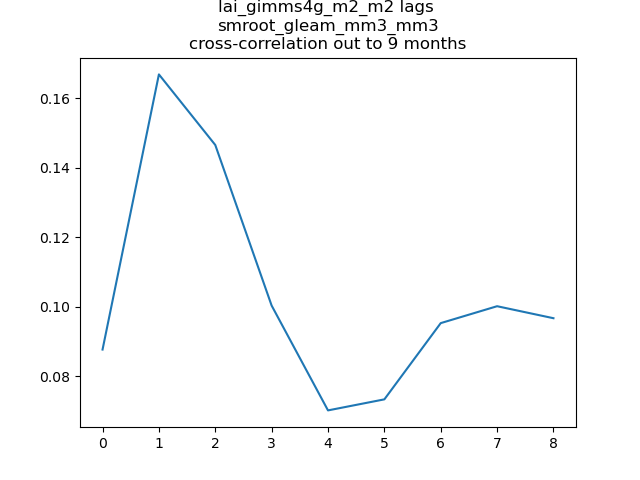 lai_gimms4g_m2_m2 lags
smroot_gleam_mm3_mm3
cross-correlation out to 9 months
0.16
0.14
0.12
0.10
0.08
0 1 2 3 4 5 6 7 8